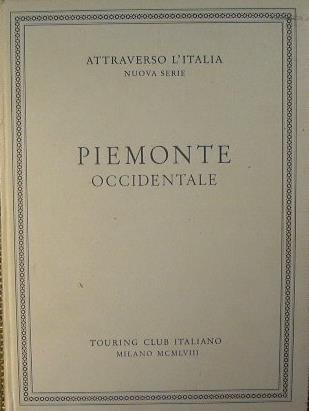 ATTRAVERSO L'ITALIA
NUOVA SERIE
PIEMONTE
OCCIDENTALE
TOURING CLUB ITALIANO
MILANO MCMLVIII